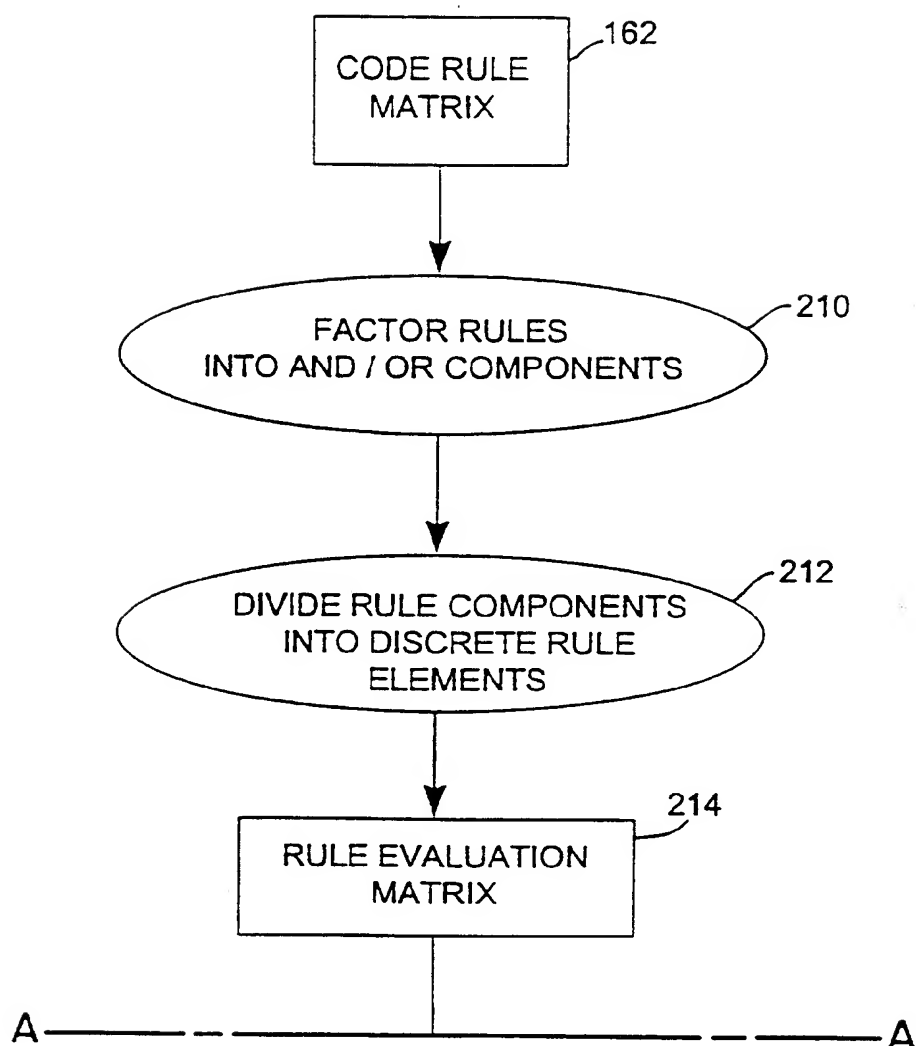 162
CODE RULE
MATRIX
210
FACTOR RULES
INTO AND / OR COMPONENTS
212
DIVIDE RULE COMPONENTS
INTO DISCRETE RULE
ELEMENTS
214
RULE EVALUATION
MATRIX
A A